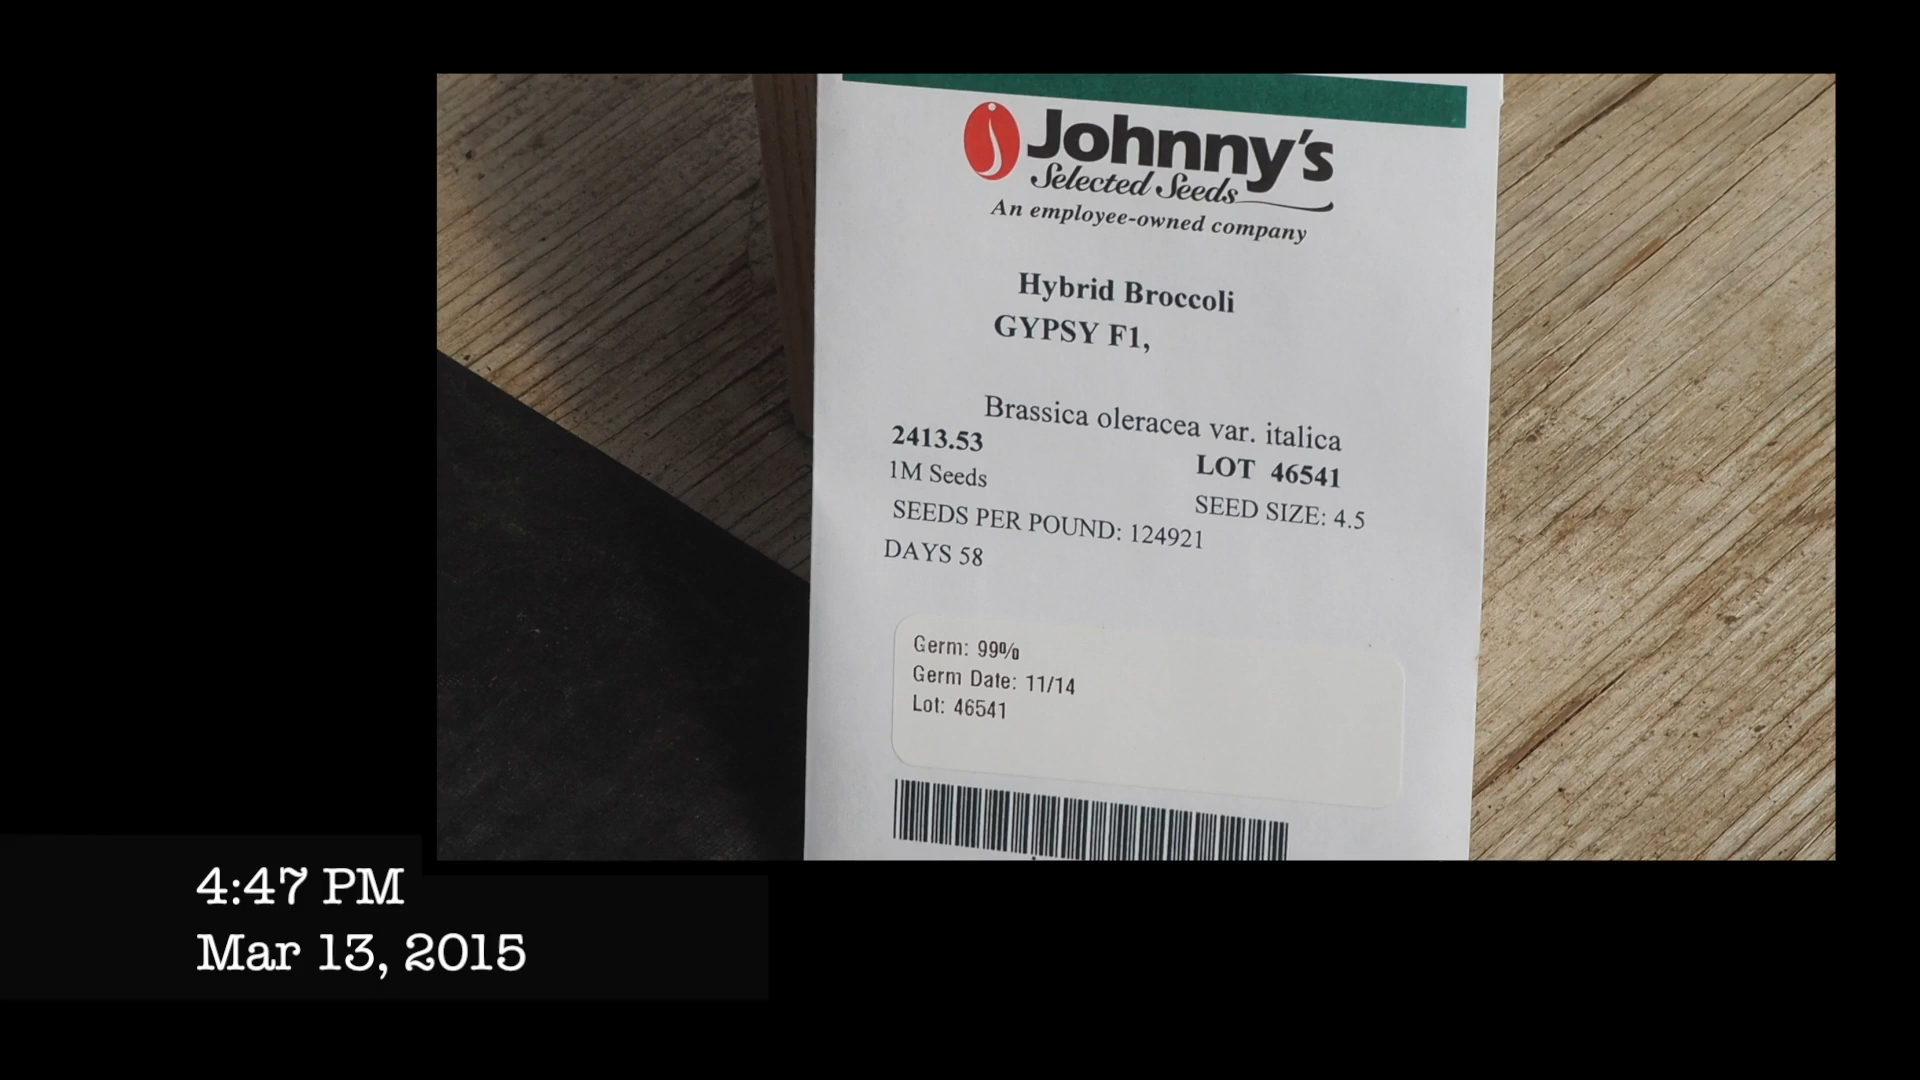 Johnny's
Selected Seeds
An employee-owned company
Hybrid Broccoli
GYPSY F1,
Brassica oleracea var. italica
2413.53
LOT 46541
1M Seeds
SEED SIZE: 4.5
SEEDS PER POUND: 124921
DAYS 58
Germ: 99%
Germ Date: 11/14
Lot: 46541
4:47 PM
Mar 13, 2015